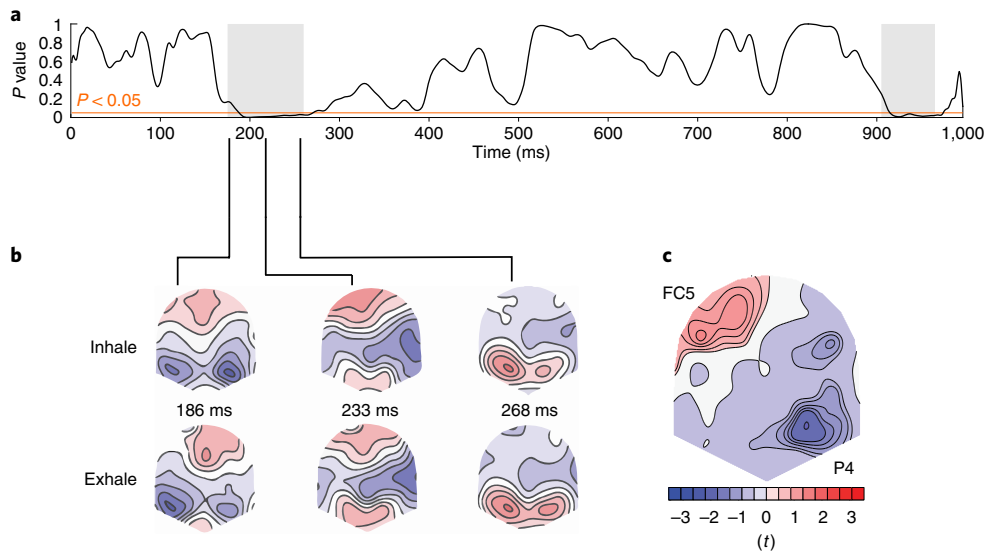 a
P value
1
0.8
0.6
0.4
0.2
0
P < 0.05
0 100 200 300 400 500 600 700 800 900 1,000
Time (ms)
b
c
Inhale
186 ms 233 ms 268 ms
Exhale
FC5
P4
−3 −2 −1 0 1 2 3
(t)